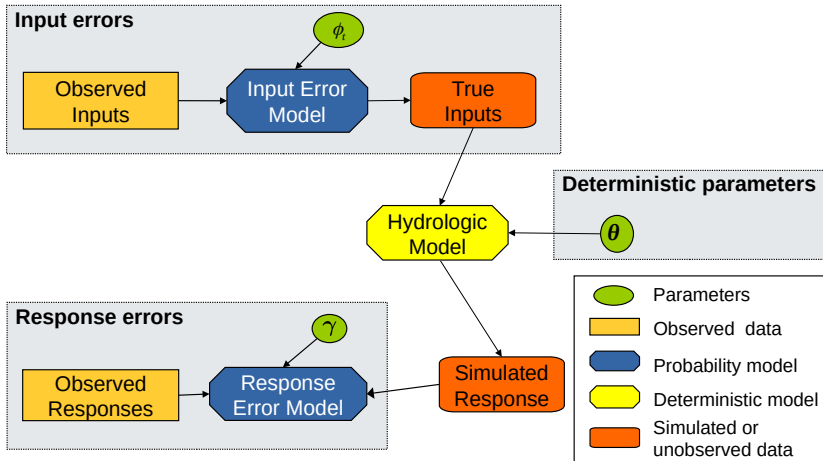 Input errors
ϕt
Observed
Inputs
Input Error
Model
True
Inputs
Deterministic parameters
Hydrologic
Model
θ
Response errors
γ
Observed
Responses
Response
Error Model
Simulated
Response
Parameters
Observed data
Probability model
Deterministic model
Simulated or
unobserved data